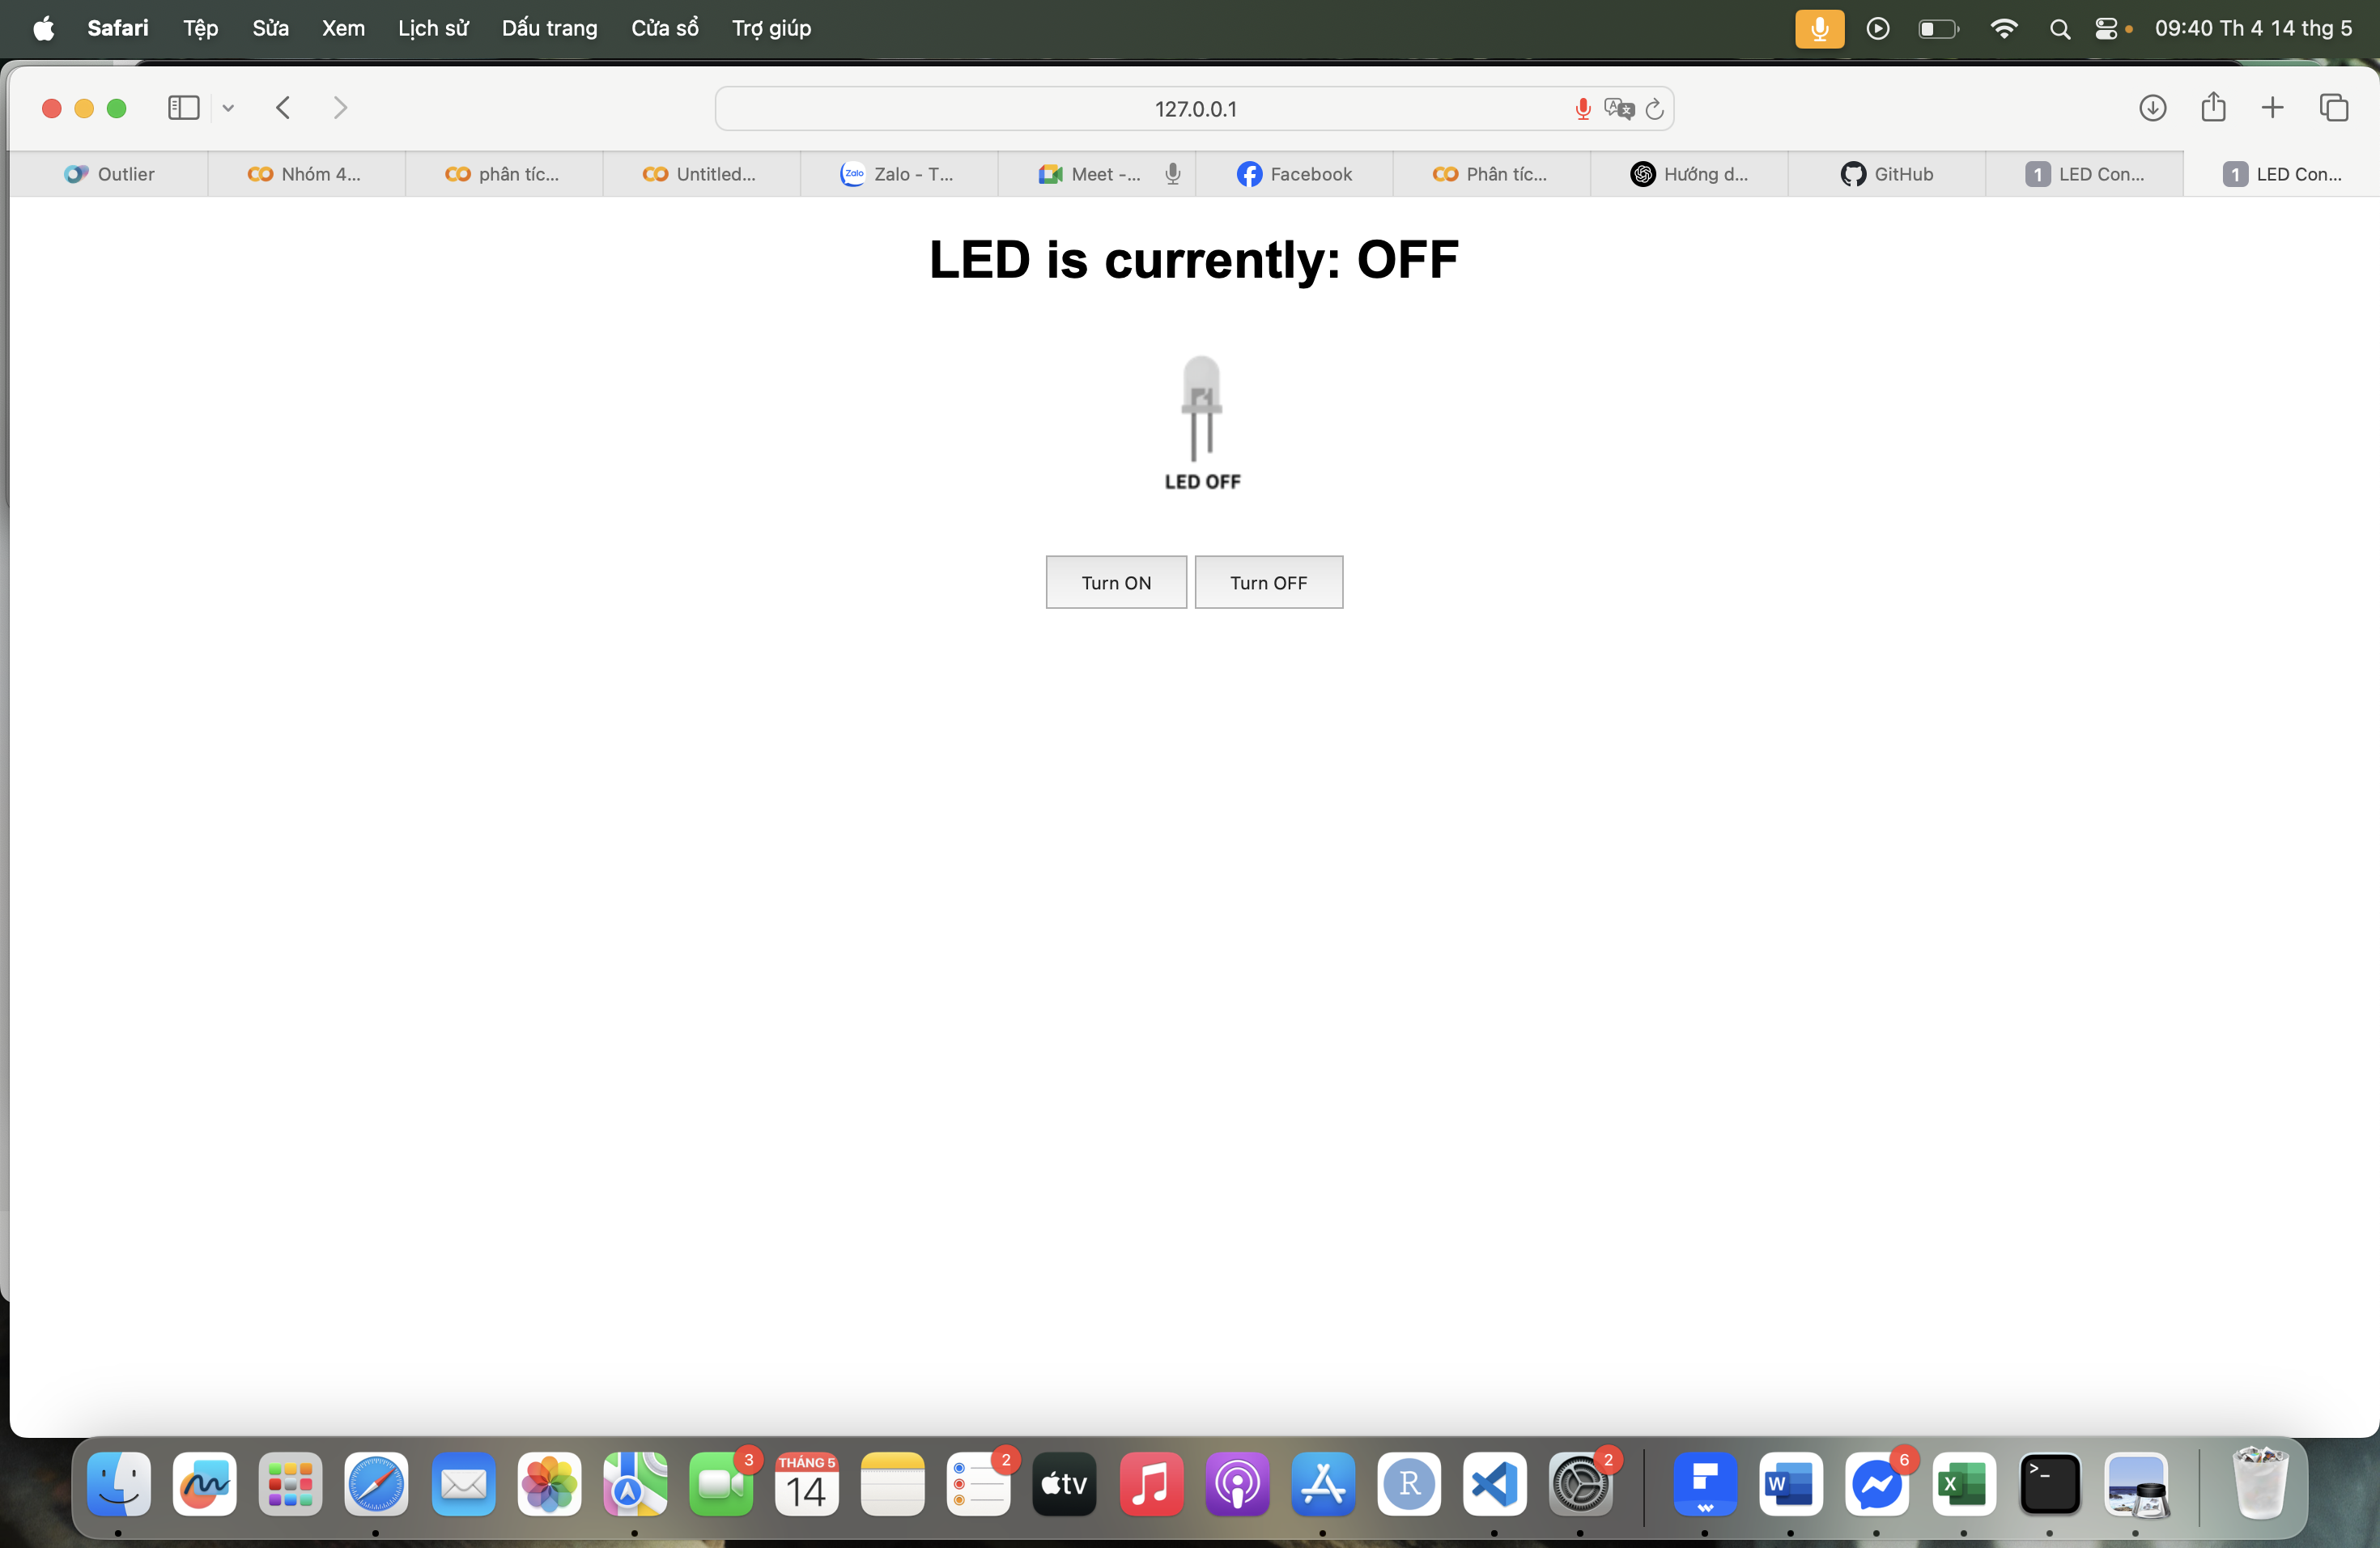 Safari Tệp Sửa Xem Lịch sử Dấu trang Cửa sổ Trợ giúp 09:40 Th 4 14 thg 5
127.0.0.1
Outlier Nhóm 4... phân tíc... Untitled... Zalo Zalo - T... Meet -... Facebook Phân tíc... Hướng d... GitHub 1 LED Con... 1 LED Con...
LED is currently: OFF
LED OFF
Turn ON Turn OFF
3 THÁNG 5 14 2 tv R 2 W 6 X >_